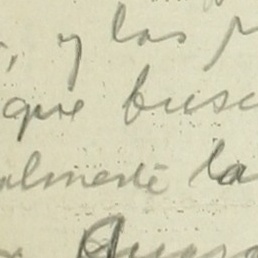 , y las p
que busc
almente la